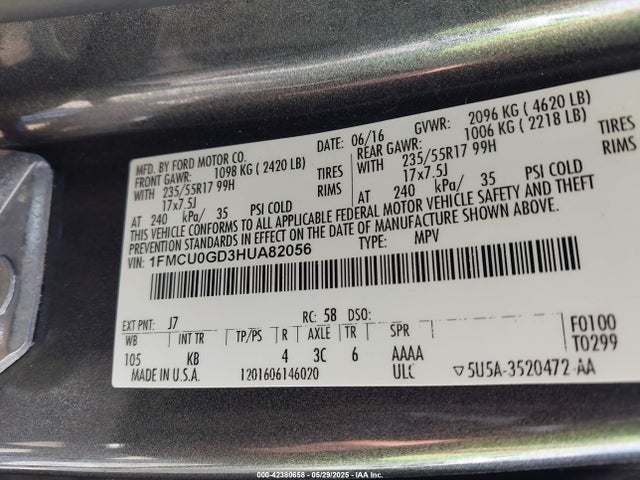 MFD. BY FORD MOTOR CO. DATE: 06/16 GVWR: 2096 KG ( 4620 LB)
FRONT GAWR: 1098 KG ( 2420 LB) REAR GAWR: 1006 KG ( 2218 LB)
WITH 235/55R17 99H TIRES WITH 235/55R17 99H TIRES
17x7.5J RIMS 17x7.5J RIMS
AT 240 kPa/ 35 PSI COLD AT 240 kPa/ 35 PSI COLD
THIS VEHICLE CONFORMS TO ALL APPLICABLE FEDERAL MOTOR VEHICLE SAFETY AND THEFT
PREVENTION STANDARDS IN EFFECT ON THE DATE OF MANUFACTURE SHOWN ABOVE.
VIN: 1FMCU0GD3HUA82056 TYPE: MPV
EXT PNT: J7 RC: 58 DSO: F0100
WB INT TR TP/PS R AXLE TR SPR T0299
105 KB 4 3C 6 AAAA
MADE IN U.S.A. 1201606146020 ULC ▽5U5A-3520472-AA
000-42380658 - 05/29/2025 - IAA Inc.